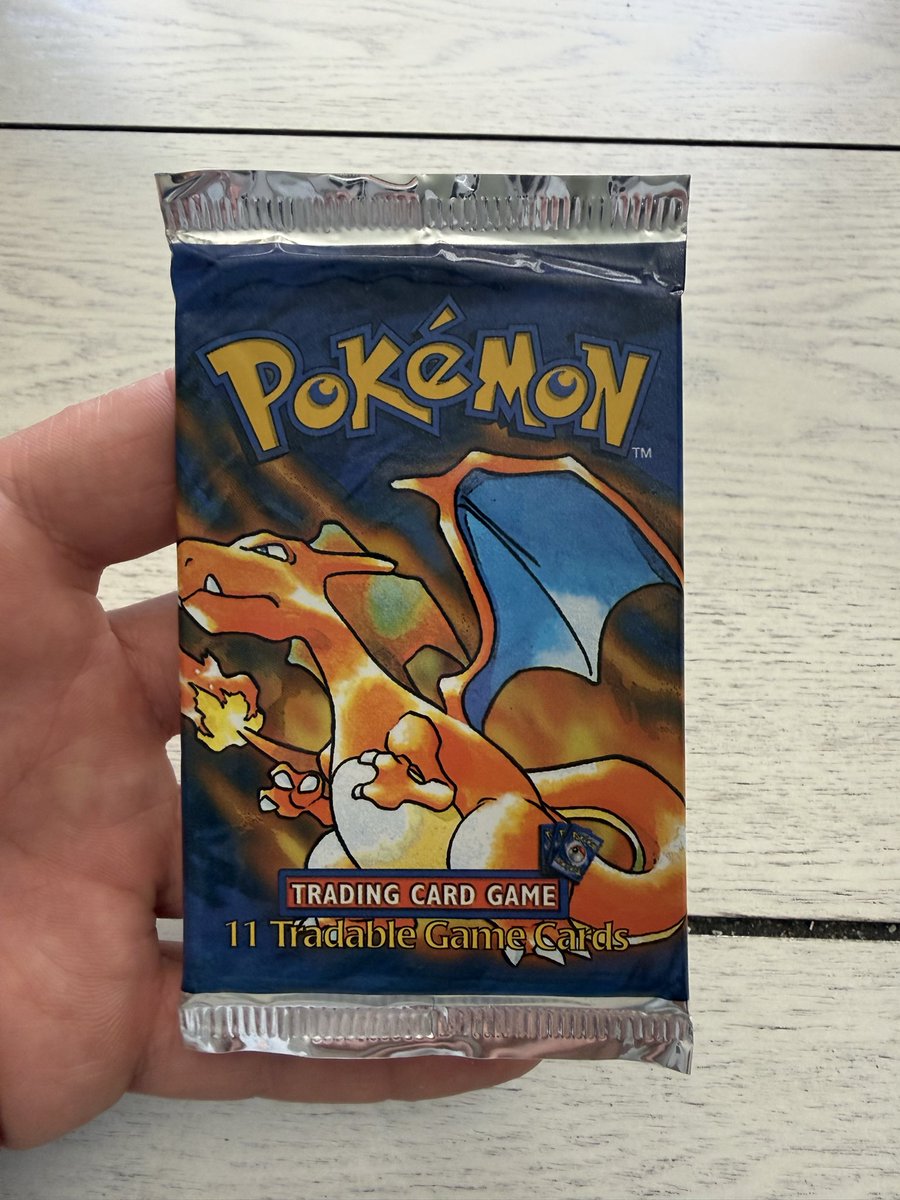 POKéMON
TM
TRADING CARD GAME
11 Tradable Game Cards